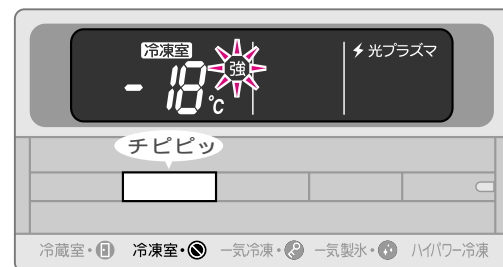 冷凍室
強
⚡光プラズマ
-18℃
チピピッ
冷蔵室・ 冷凍室・ 一気冷凍・ 一気製氷・ ハイパワー冷凍